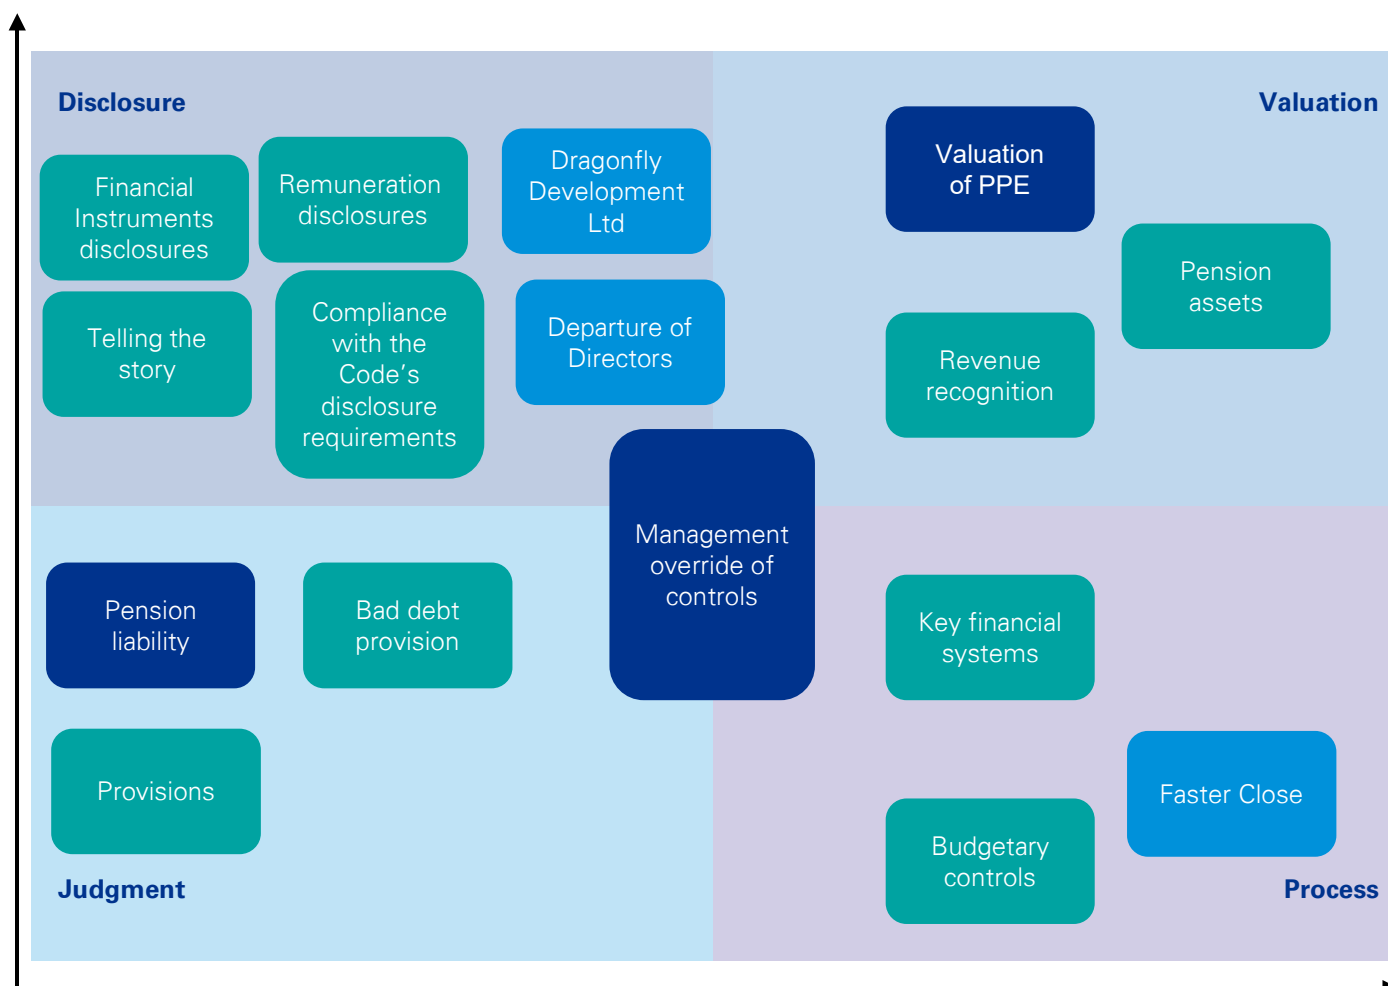 Disclosure
Financial
Instruments
disclosures
Remuneration
disclosures
Dragonfly
Development
Ltd
Telling the
story
Compliance
with the
Code’s
disclosure
requirements
Departure of
Directors
Valuation
Valuation
of PPE
Pension
assets
Revenue
recognition
Management
override of
controls
Pension
liability
Bad debt
provision
Provisions
Judgment
Key financial
systems
Faster Close
Budgetary
controls
Process